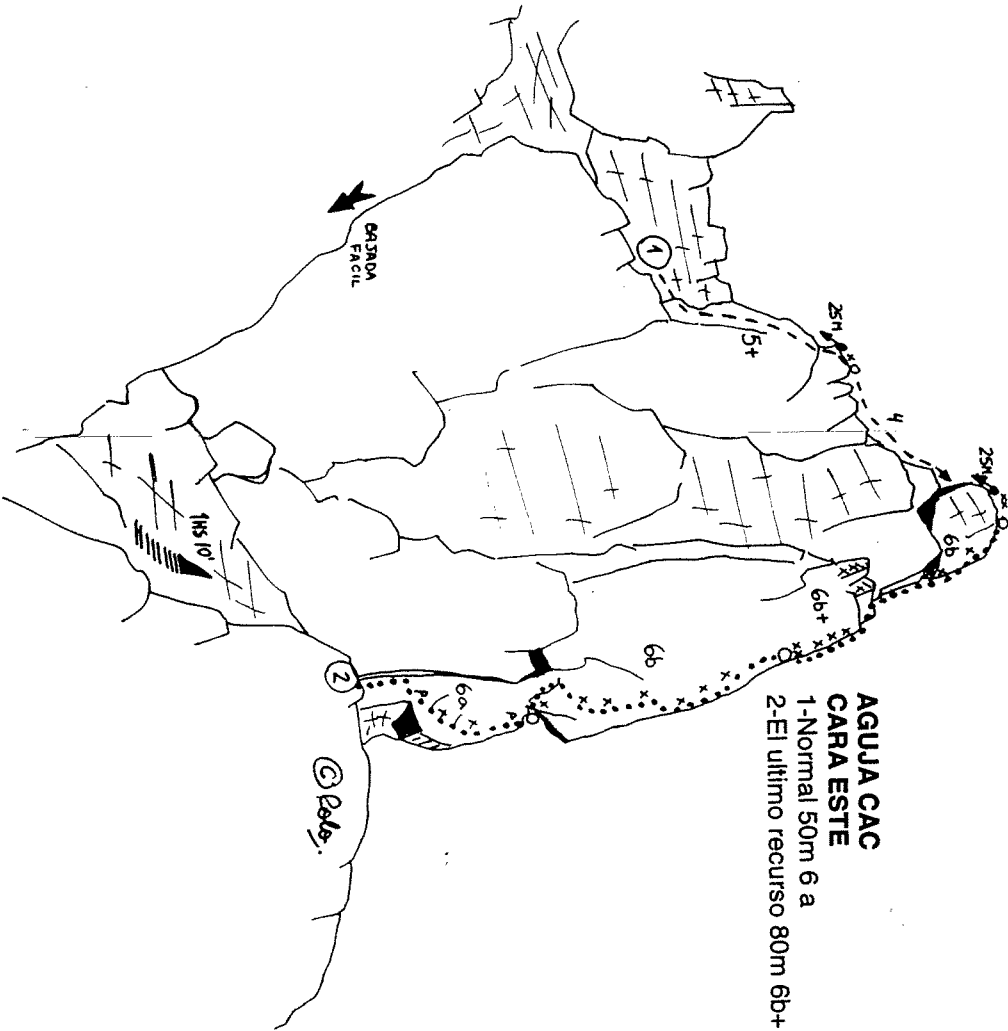 AGUJA CAC
CARA ESTE
1-Normal 50m 6 a
2-El ultimo recurso 80m 6b+
25M
6b
25M
4
5+
6b+
1
6b
BAJADA
FACIL
6a
1HS 10'
2
© Rolo.